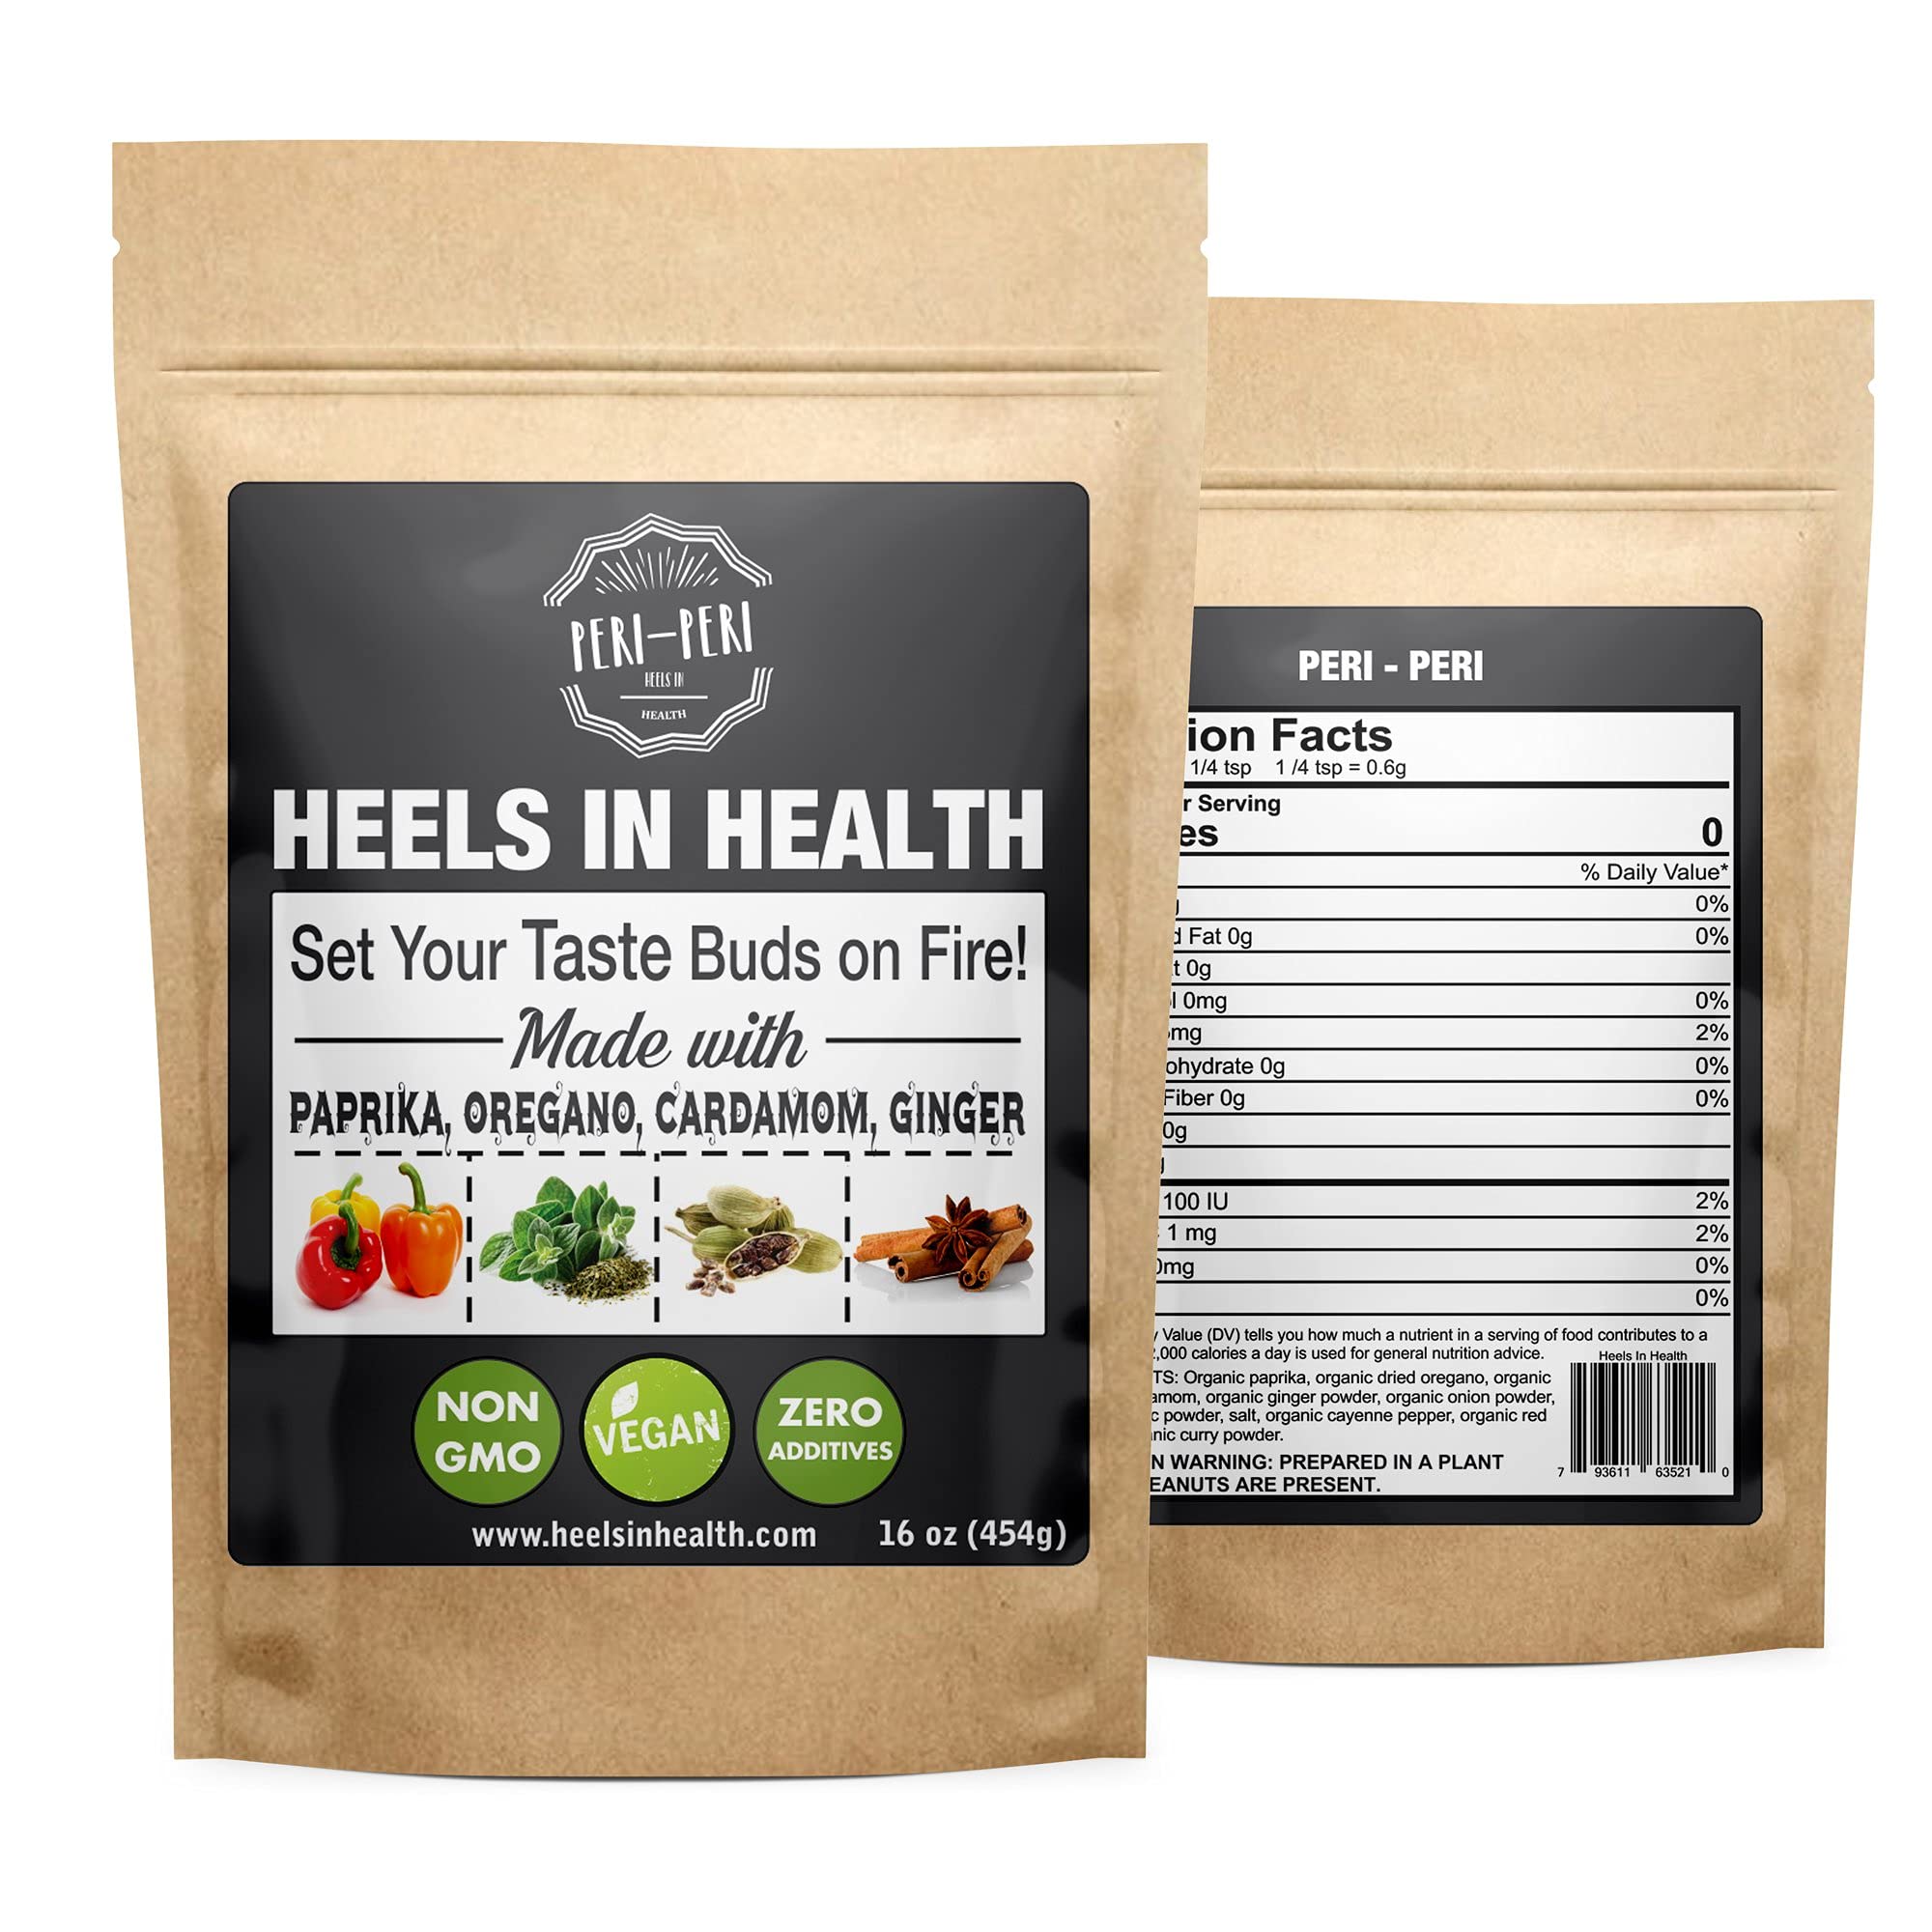 PERI-PERI
HEELS IN
HEALTH
HEELS IN HEALTH
Set Your Taste Buds on Fire!
Made with
PAPRIKA, OREGANO, CARDAMOM, GINGER
NON
GMO
VEGAN
ZERO
ADDITIVES
www.heelsinhealth.com 16 oz (454g)
PERI - PERI
ion Facts
1/4 tsp 1 /4 tsp = 0.6g
r Serving
es 0
% Daily Value*
0%
d Fat 0g 0%
t 0g
l 0mg 0%
mg 2%
ohydrate 0g 0%
Fiber 0g 0%
0g
100 IU 2%
1 mg 2%
0mg 0%
0%
y Value (DV) tells you how much a nutrient in a serving of food contributes to a
2,000 calories a day is used for general nutrition advice.
Heels In Health
TS: Organic paprika, organic dried oregano, organic
amom, organic ginger powder, organic onion powder,
c powder, salt, organic cayenne pepper, organic red
nic curry powder.
N WARNING: PREPARED IN A PLANT
EANUTS ARE PRESENT.
7 93611 63521 0